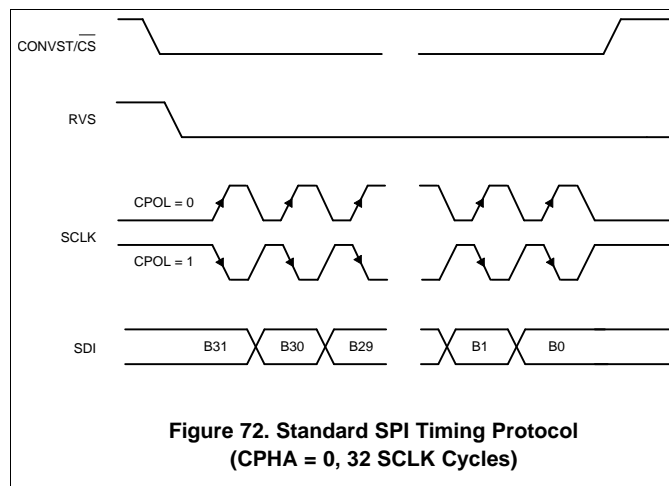 CONVST/CS
RVS
CPOL = 0
SCLK
CPOL = 1
SDI
B31
B30
B29
B1
B0
Figure 72. Standard SPI Timing Protocol
(CPHA = 0, 32 SCLK Cycles)